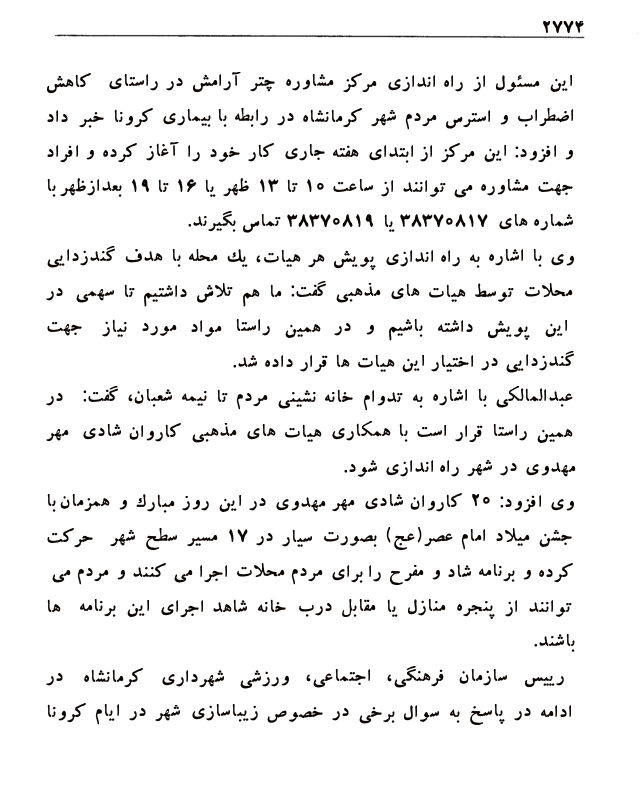 ۲۷۷۴
این مسئول از راه اندازی مرکز مشاوره چتر آرامش در راستای کاهش
اضطراب و استرس مردم شهر کرمانشاه در رابطه با بیماری کرونا خبر داد
و افزود: این مرکز از ابتدای هفته جاری کار خود را آغاز کرده و افراد
جهت مشاوره می توانند از ساعت ۱۰ تا ۱۳ ظهر یا ۱۶ تا ۱۹ بعدازظهر با
شماره های ۳۸۳۷۰۸۱۷ یا ۳۸۳۷۰۸۱۹ تماس بگیرند.
وی با اشاره به راه اندازی پویش هر هیات، یك محله با هدف گندزدایی
محلات توسط هیات های مذهبی گفت: ما هم تلاش داشتیم تا سهمی در
این پویش داشته باشیم و در همین راستا مواد مورد نیاز جهت
گندزدایی در اختیار این هیات ها قرار داده شد.
عبدالمالکی با اشاره به تدوام خانه نشینی مردم تا نیمه شعبان، گفت: در
همین راستا قرار است با همکاری هیات های مذهبی کاروان شادی مهر
مهدوی در شهر راه اندازی شود.
وی افزود: ۲۵ کاروان شادی مهر مهدوی در این روز مبارك و همزمان با
جشن میلاد امام عصر(عج) بصورت سیار در ۱۷ مسیر سطح شهر حرکت
کرده و برنامه شاد و مفرح را برای مردم محلات اجرا می کنند و مردم می
توانند از پنجره منازل یا مقابل درب خانه شاهد اجرای این برنامه ها
باشند.
رییس سازمان فرهنگی، اجتماعی، ورزشی شهرداری کرمانشاه در
ادامه در پاسخ به سوال برخی در خصوص زیباسازی شهر در ایام کرونا